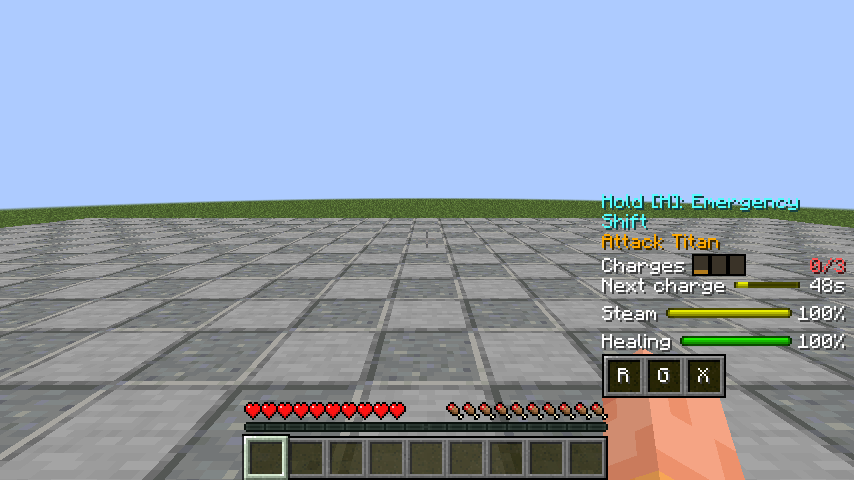 Hold [H]: Emergency
Shift
Attack Titan
Charges 0/3
Next charge 48s
Steam 100%
Healing 100%
R G X